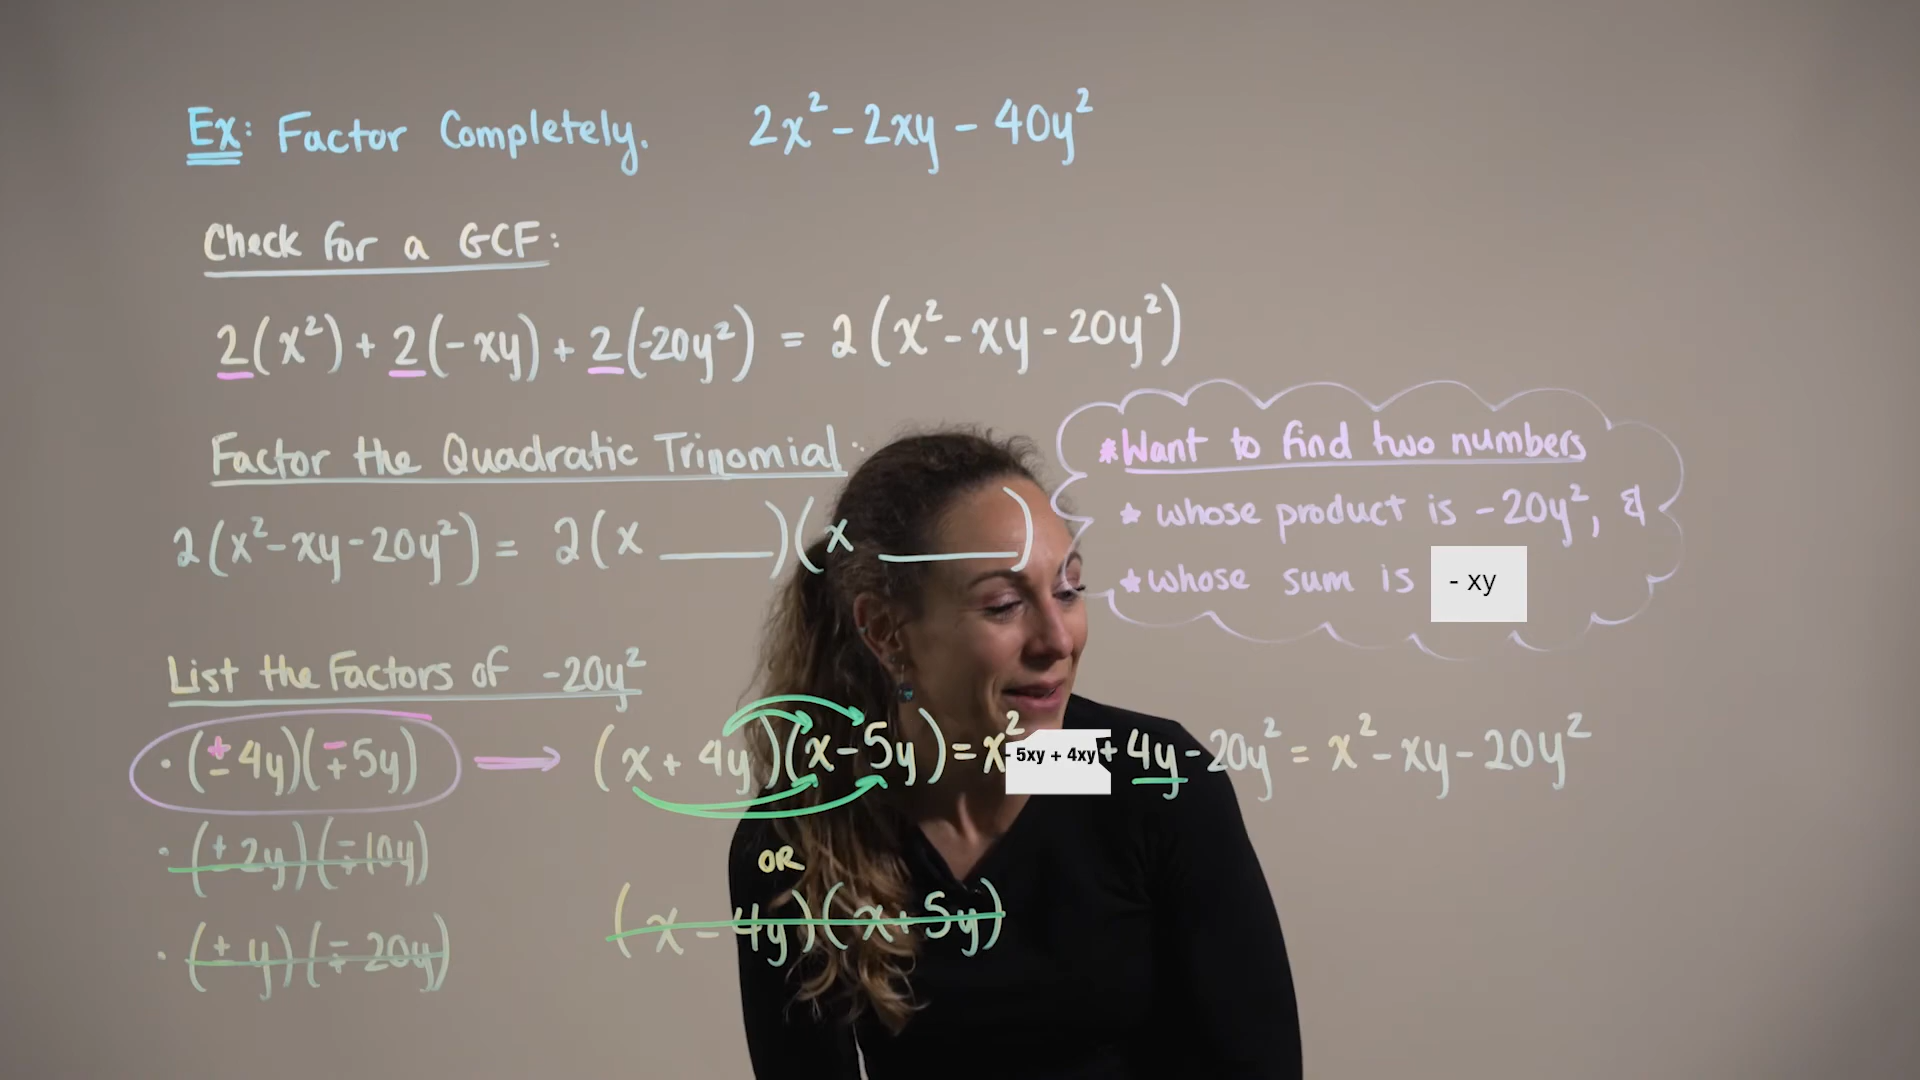 Ex: Factor Completely. 2x² - 2xy - 40y²
Check for a GCF:
2(x²) + 2(-xy) + 2(-20y²) = 2(x² - xy - 20y²)
Factor the Quadratic Trinomial:
2(x² - xy - 20y²) = 2(x ____)(x ____)
*Want to find two numbers
* whose product is -20y², &
* whose sum is - xy
List the Factors of -20y²
· (±4y)(∓5y) → (x + 4y)(x - 5y) = x² - 5xy + 4xy + 4y - 20y² = x² - xy - 20y²
· (±2y)(∓10y)
OR
(x - 4y)(x + 5y)
· (±y)(∓20y)